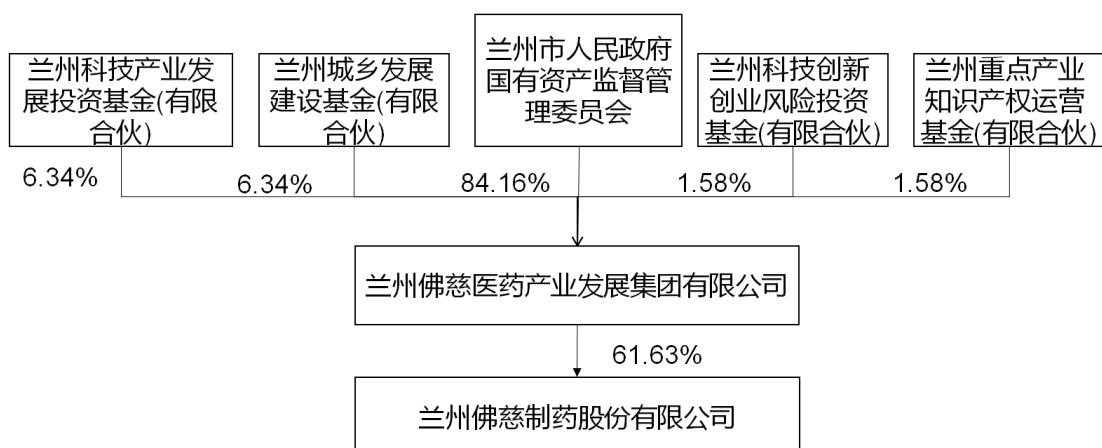 兰州科技产业发
展投资基金(有限
合伙)
兰州城乡发展
建设基金(有限
合伙)
兰州市人民政府
国有资产监督管
理委员会
兰州科技创新
创业风险投资
基金(有限合伙)
兰州重点产业
知识产权运营
基金(有限合伙)
6.34%
6.34%
84.16%
1.58%
1.58%
兰州佛慈医药产业发展集团有限公司
61.63%
兰州佛慈制药股份有限公司